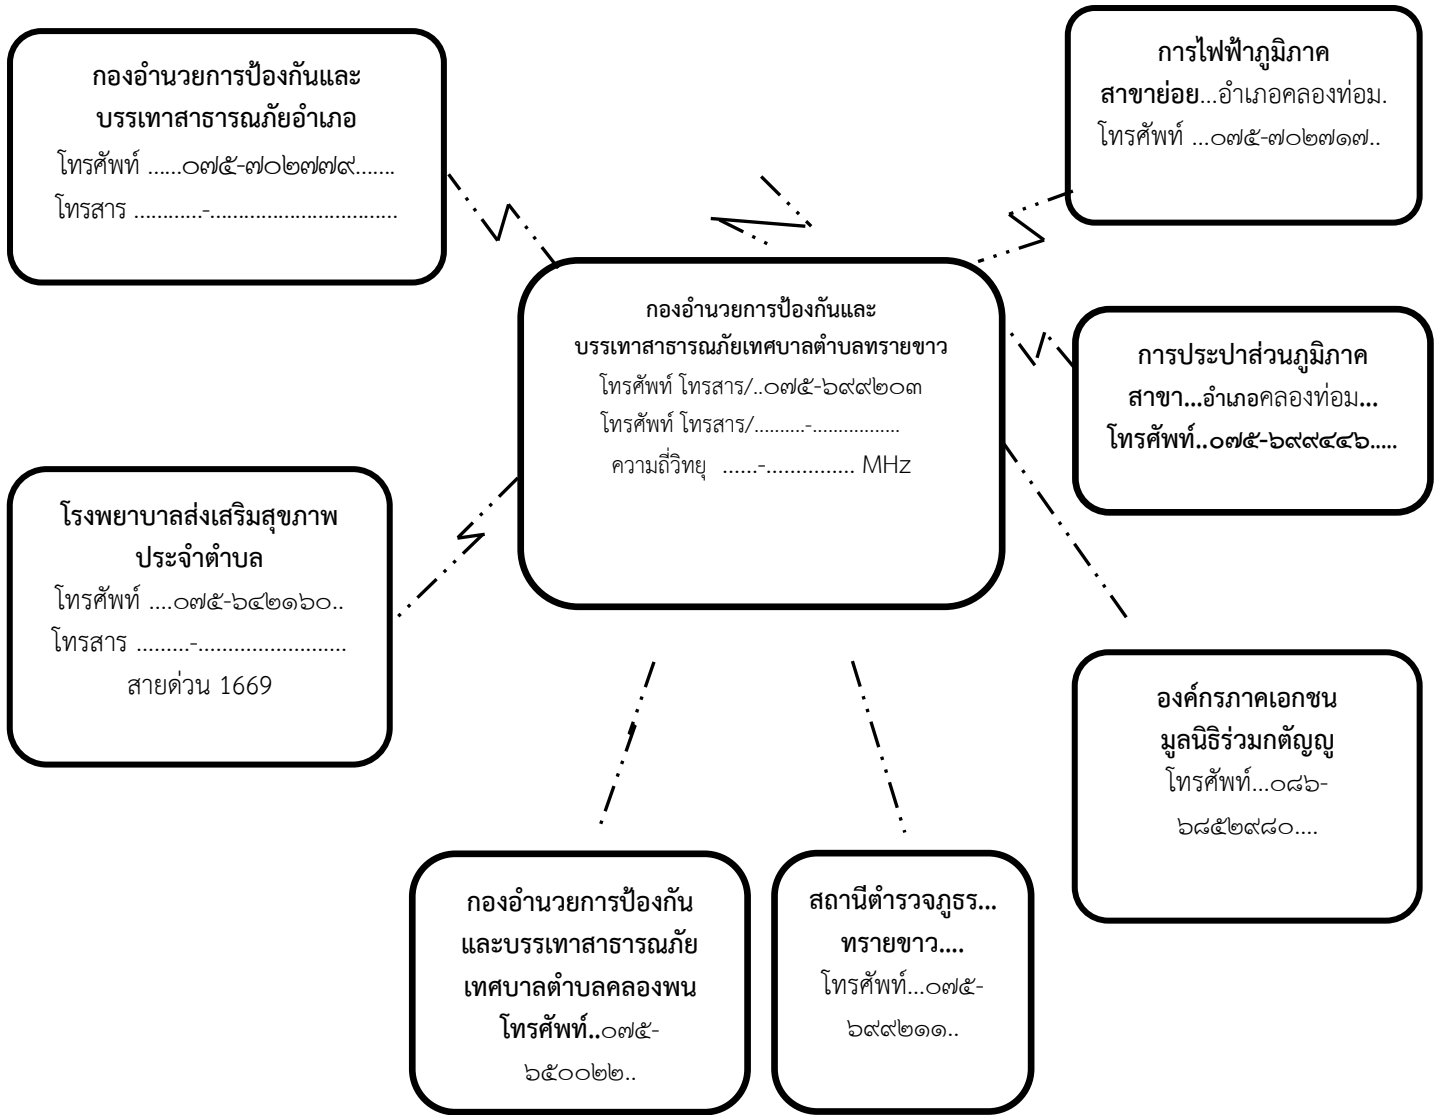 กองอำนวยการป้องกันและ
บรรเทาสาธารณภัยอำเภอ
โทรศัพท์ ......๐๗๕-๗๐๒๗๗๙.......
โทรสาร ............-.................................
การไฟฟ้าภูมิภาค
สาขาย่อย...อำเภอคลองท่อม.
โทรศัพท์ ...๐๗๕-๗๐๒๗๑๗..
กองอำนวยการป้องกันและ
บรรเทาสาธารณภัยเทศบาลตำบลทรายขาว
โทรศัพท์ โทรสาร/..๐๗๕-๖๙๙๒๐๓
โทรศัพท์ โทรสาร/..........-.................
ความถี่วิทยุ ......-............... MHz
การประปาส่วนภูมิภาค
สาขา...อำเภอคลองท่อม...
โทรศัพท์..๐๗๕-๖๙๙๔๔๖.....
โรงพยาบาลส่งเสริมสุขภาพ
ประจำตำบล
โทรศัพท์ ....๐๗๕-๖๔๒๑๖๐..
โทรสาร .........-.........................
สายด่วน 1669
องค์กรภาคเอกชน
มูลนิธิร่วมกตัญญู
โทรศัพท์...๐๘๖-
๖๘๕๒๙๘๐....
กองอำนวยการป้องกัน
และบรรเทาสาธารณภัย
เทศบาลตำบลคลองพน
โทรศัพท์..๐๗๕-
๖๕๐๐๒๒..
สถานีตำรวจภูธร...
ทรายขาว....
โทรศัพท์...๐๗๕-
๖๙๙๒๑๑..